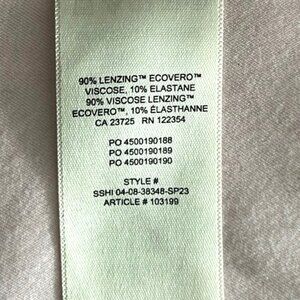 90% LENZING™ ECOVERO™
VISCOSE, 10% ELASTANE
90% VISCOSE LENZING™
ECOVERO™, 10% ÉLASTHANNE
CA 23725 RN 122354
PO 4500190188
PO 4500190189
PO 4500190190
STYLE #
SSHI 04-08-38348-SP23
ARTICLE # 103199